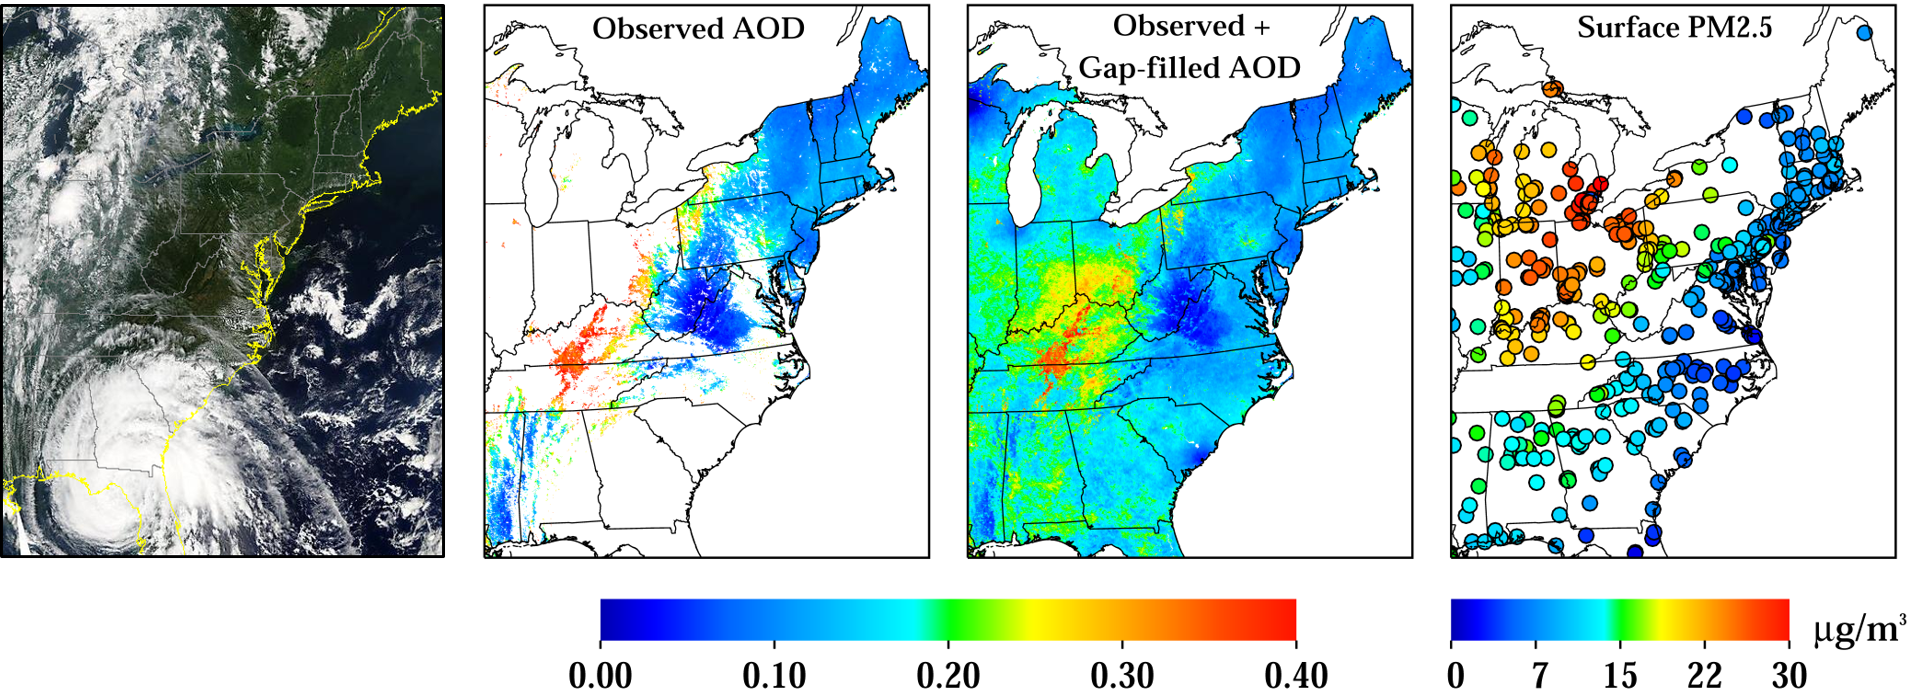 Observed AOD
Observed +
Gap-filled AOD
Surface PM2.5
0.00 0.10 0.20 0.30 0.40
0 7 15 22 30
µg/m³